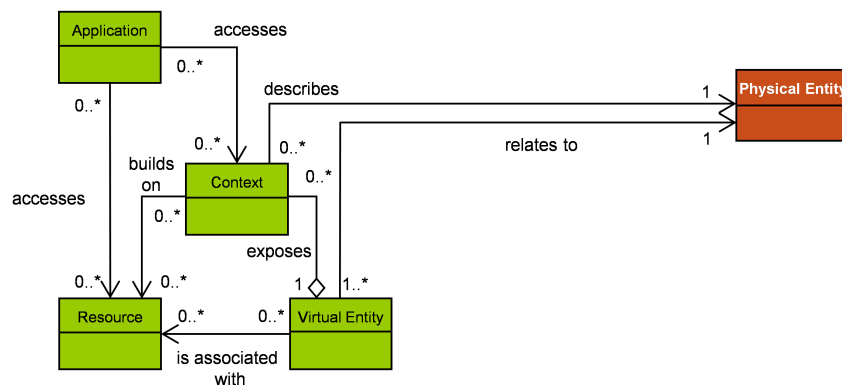 Application
accesses
0..*
describes
1
Physical Entity
0..*
0..*
0..*
1
relates to
builds
on
Context
0..*
0..*
accesses
exposes
0..*
0..*
1
1..*
Resource
0..*
0..*
Virtual Entity
is associated
with